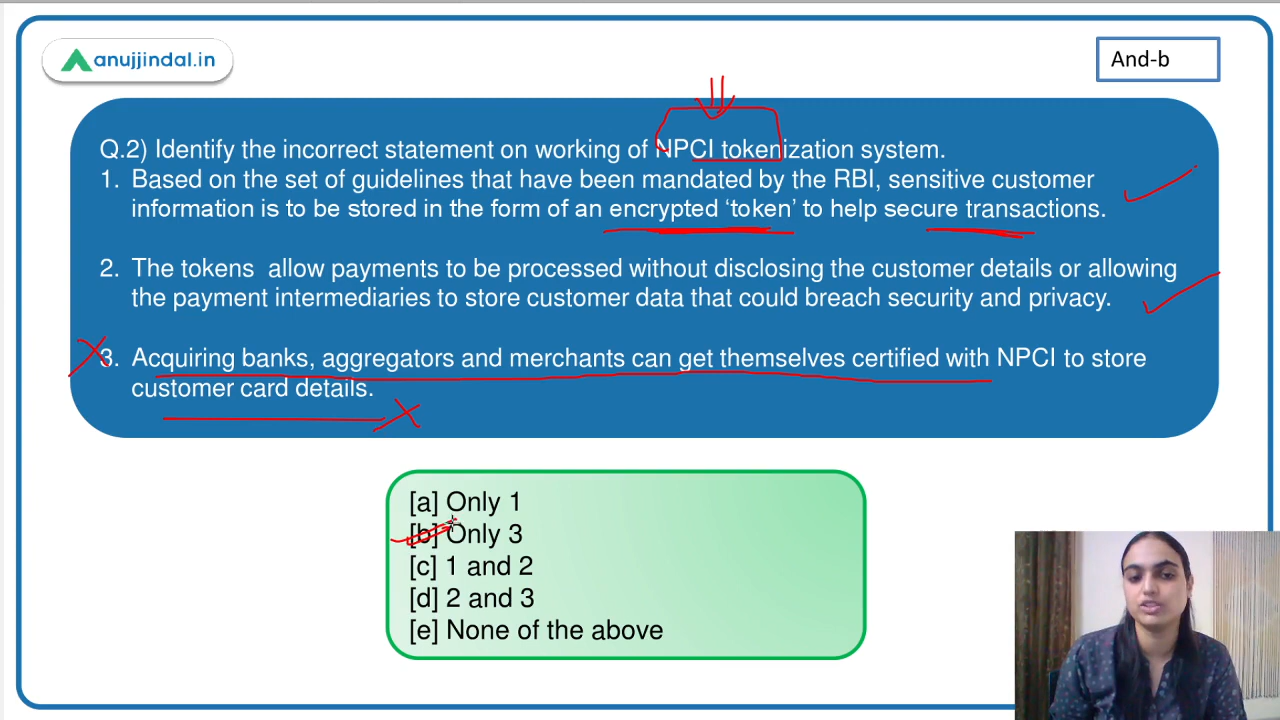 anujjindal.in
And-b
Q.2) Identify the incorrect statement on working of NPCI tokenization system.
1. Based on the set of guidelines that have been mandated by the RBI, sensitive customer
information is to be stored in the form of an encrypted ‘token’ to help secure transactions.
2. The tokens allow payments to be processed without disclosing the customer details or allowing
the payment intermediaries to store customer data that could breach security and privacy.
3. Acquiring banks, aggregators and merchants can get themselves certified with NPCI to store
customer card details.
[a] Only 1
[b] Only 3
[c] 1 and 2
[d] 2 and 3
[e] None of the above